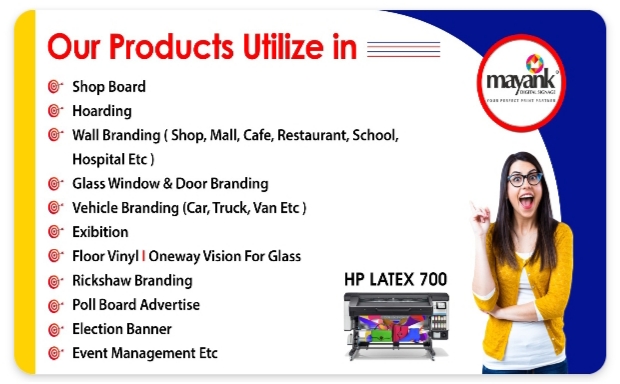 Our Products Utilize in
mayank
DIGITAL SIGNAGE
YOUR PERFECT PRINT PARTNER
Shop Board
Hoarding
Wall Branding ( Shop, Mall, Cafe, Restaurant, School,
Hospital Etc )
Glass Window & Door Branding
Vehicle Branding (Car, Truck, Van Etc )
Exibition
Floor Vinyl I Oneway Vision For Glass
Rickshaw Branding
Poll Board Advertise
Election Banner
Event Management Etc
HP LATEX 700